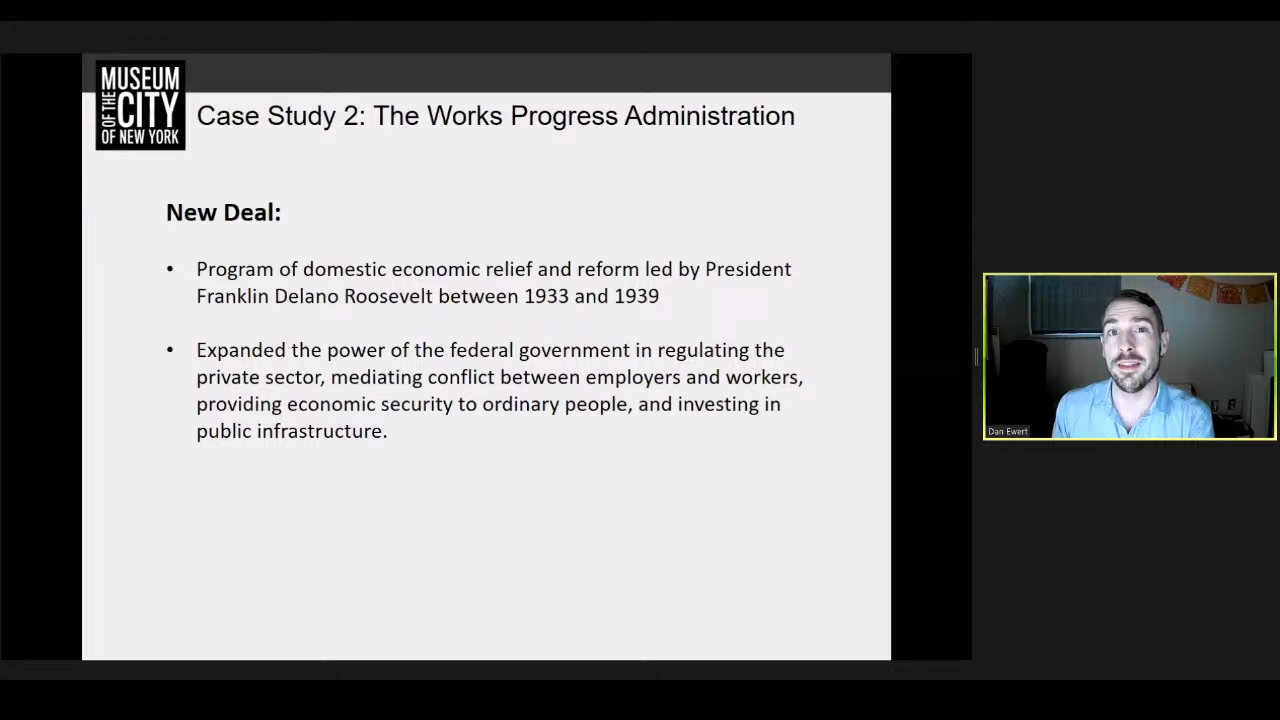 MUSEUM
OF THE
CITY
OF NEW YORK
Case Study 2: The Works Progress Administration
New Deal:
• Program of domestic economic relief and reform led by President
Franklin Delano Roosevelt between 1933 and 1939
• Expanded the power of the federal government in regulating the
private sector, mediating conflict between employers and workers,
providing economic security to ordinary people, and investing in
public infrastructure.
Dan Ewert